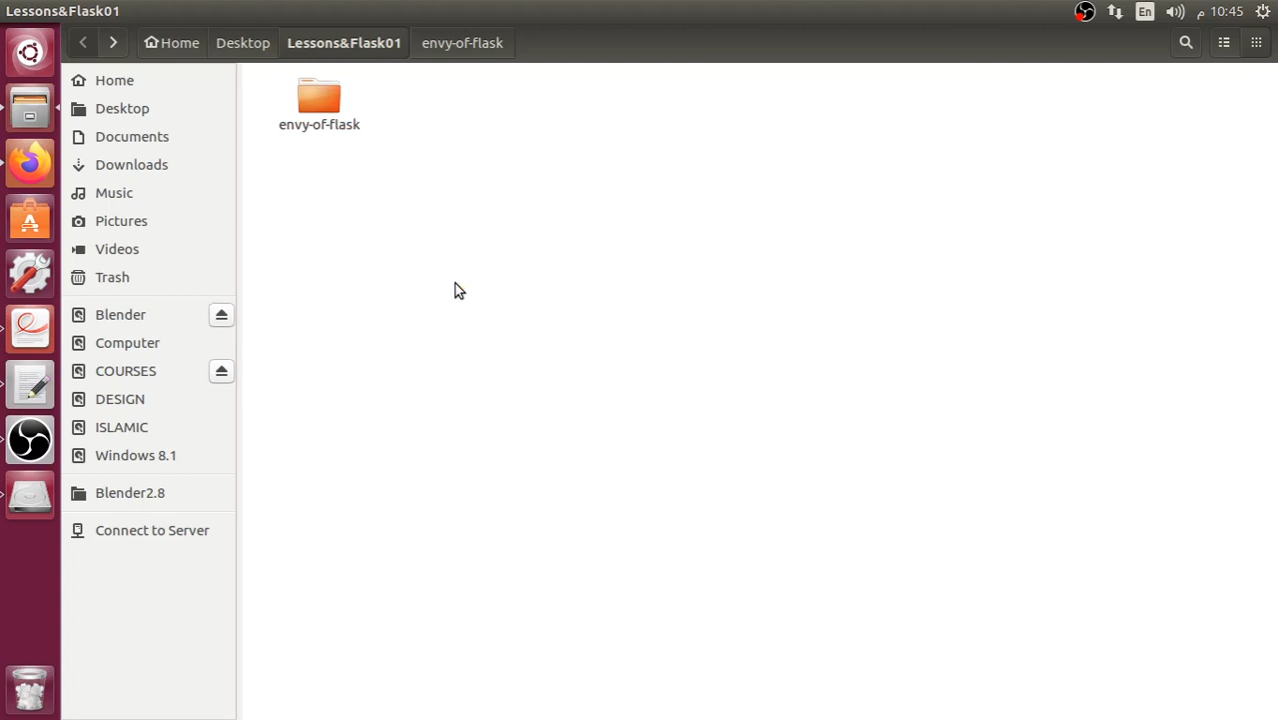 Lessons&Flask01
En
10:45 م
Home
Desktop
Lessons&Flask01
envy-of-flask
Home
Desktop
Documents
Downloads
Music
Pictures
Videos
Trash
Blender
Computer
COURSES
DESIGN
ISLAMIC
Windows 8.1
Blender2.8
Connect to Server
envy-of-flask